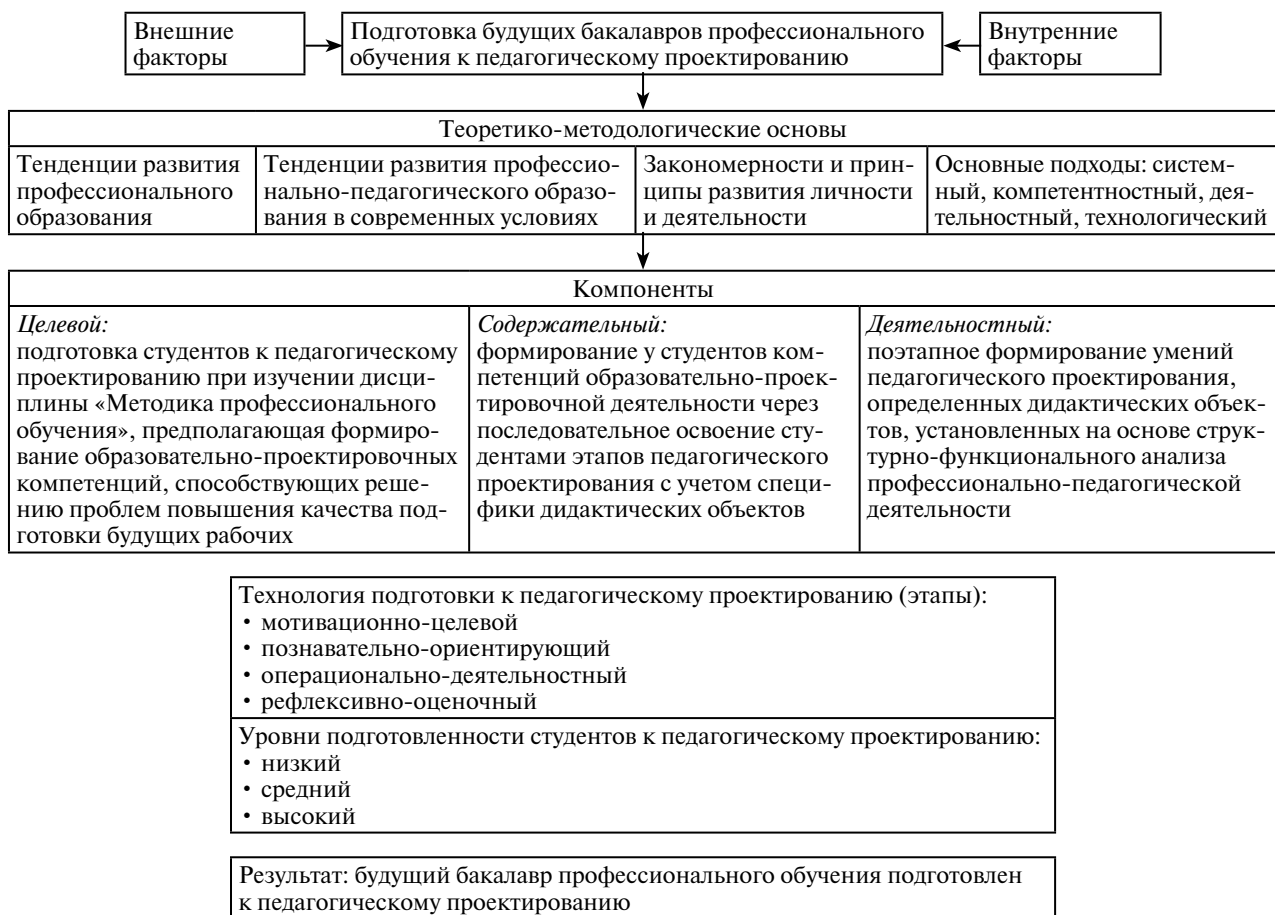 Внешние
факторы
Подготовка будущих бакалавров профессионального
обучения к педагогическому проектированию
Внутренние
факторы
Теоретико-методологические основы
Тенденции развития
профессионального
образования
Тенденции развития професси-
онально-педагогического образо-
вания в современных условиях
Закономерности и прин-
ципы развития личности
и деятельности
Основные подходы: систем-
ный, компетентностный, дея-
тельностный, технологический
Компоненты
Целевой:
подготовка студентов к педагогическому
проектированию при изучении дисци-
плины «Методика профессионального
обучения», предполагающая формиро-
вание образовательно-проектировочных
компетенций, способствующих реше-
нию проблем повышения качества под-
готовки будущих рабочих
Содержательный:
формирование у студентов ком-
петенций образовательно-проек-
тировочной деятельности через
последовательное освоение сту-
дентами этапов педагогического
проектирования с учетом специ-
фики дидактических объектов
Деятельностный:
поэтапное формирование умений
педагогического проектирования,
определенных дидактических объек-
тов, установленных на основе струк-
турно-функционального анализа
профессионально-педагогической
деятельности
Технология подготовки к педагогическому проектированию (этапы):
• мотивационно-целевой
• познавательно-ориентирующий
• операционально-деятельностный
• рефлексивно-оценочный
Уровни подготовленности студентов к педагогическому проектированию:
• низкий
• средний
• высокий
Результат: будущий бакалавр профессионального обучения подготовлен
к педагогическому проектированию